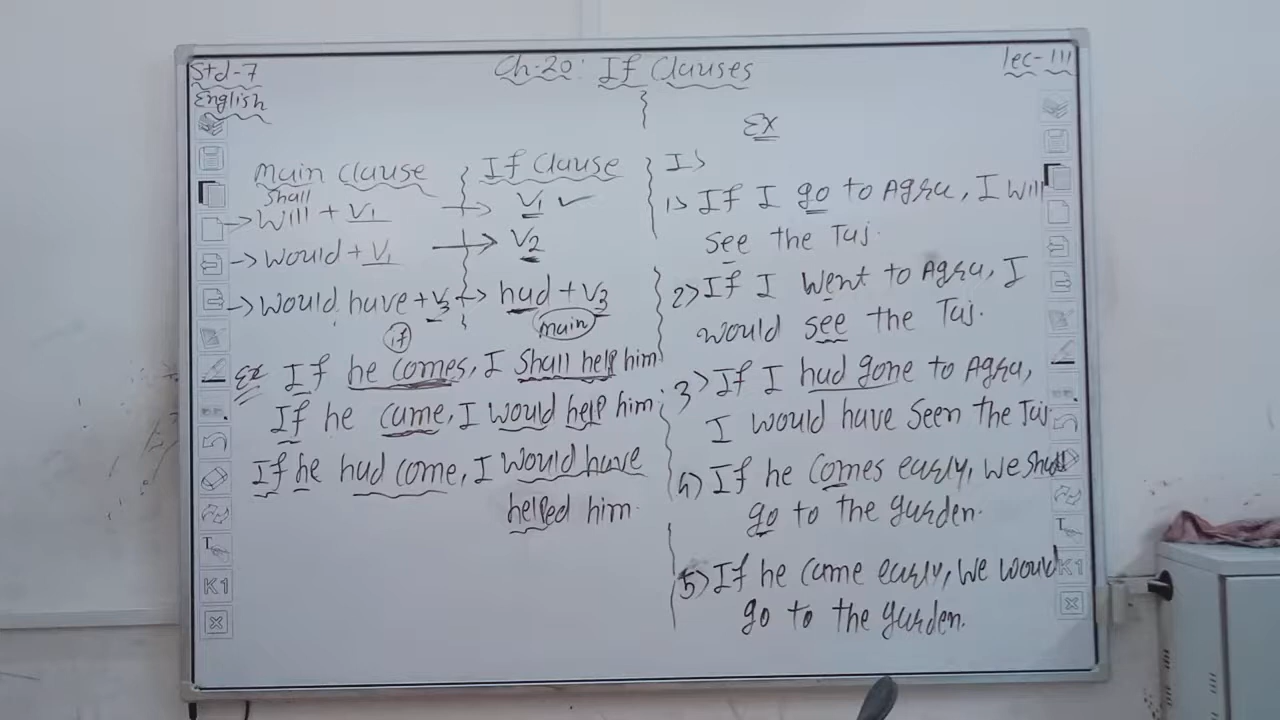 Std-7
English
Ch-20: If Clauses
lec-111
Main Clause
If Clause
Shall
→ Will + V1 → V1 ✓
→ Would + V1 → V2
→ Would have + V3 → had + V3
if
main
Ex If he comes, I Shall help him
If he came, I would help him.
If he had come, I Would have
helped him.
Ex
I>
1> If I go to Agra, I will
see the Taj.
2> If I went to Agra, I
would see the Taj.
3> If I had gone to Agra,
I would have seen the Taj.
4) If he comes early, we shall
go to the garden.
5) If he came early, we would
go to the garden.
T
K1
T
K1